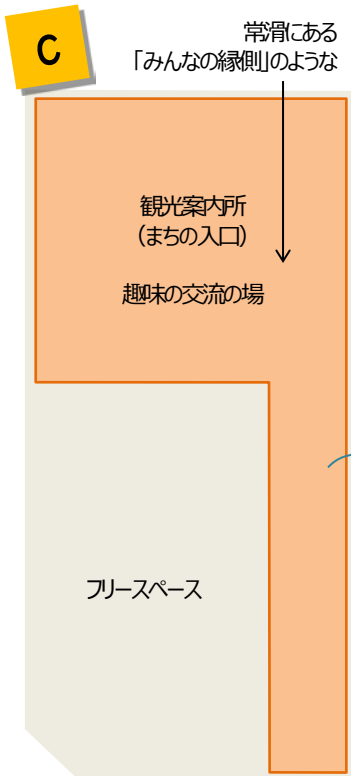 C
常滑にある
「みんなの縁側」のような
観光案内所
(まちの入口)
趣味の交流の場
フリースペース